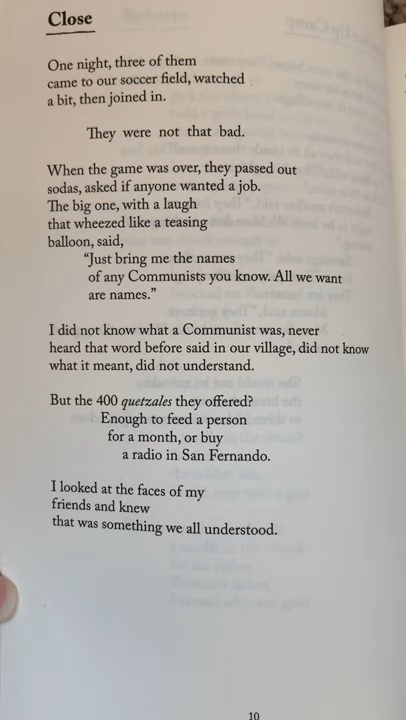 Close
One night, three of them
came to our soccer field, watched
a bit, then joined in.
They were not that bad.
When the game was over, they passed out
sodas, asked if anyone wanted a job.
The big one, with a laugh
that wheezed like a teasing
balloon, said,
“Just bring me the names
of any Communists you know. All we want
are names.”
I did not know what a Communist was, never
heard that word before said in our village, did not know
what it meant, did not understand.
But the 400 quetzales they offered?
Enough to feed a person
for a month, or buy
a radio in San Fernando.
I looked at the faces of my
friends and knew
that was something we all understood.
10